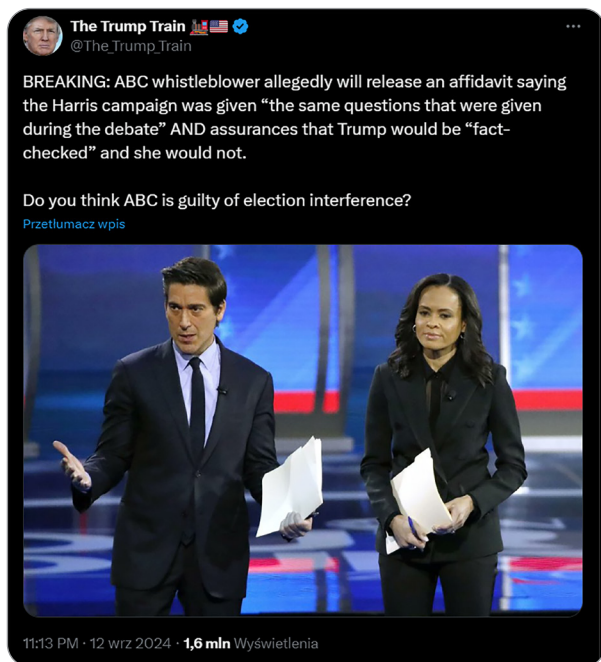 The Trump Train 🚂🇺🇸
@The_Trump_Train
BREAKING: ABC whistleblower allegedly will release an affidavit saying
the Harris campaign was given “the same questions that were given
during the debate” AND assurances that Trump would be “fact-
checked” and she would not.
Do you think ABC is guilty of election interference?
Przetłumacz wpis
11:13 PM · 12 wrz 2024 · 1,6 mln Wyświetlenia